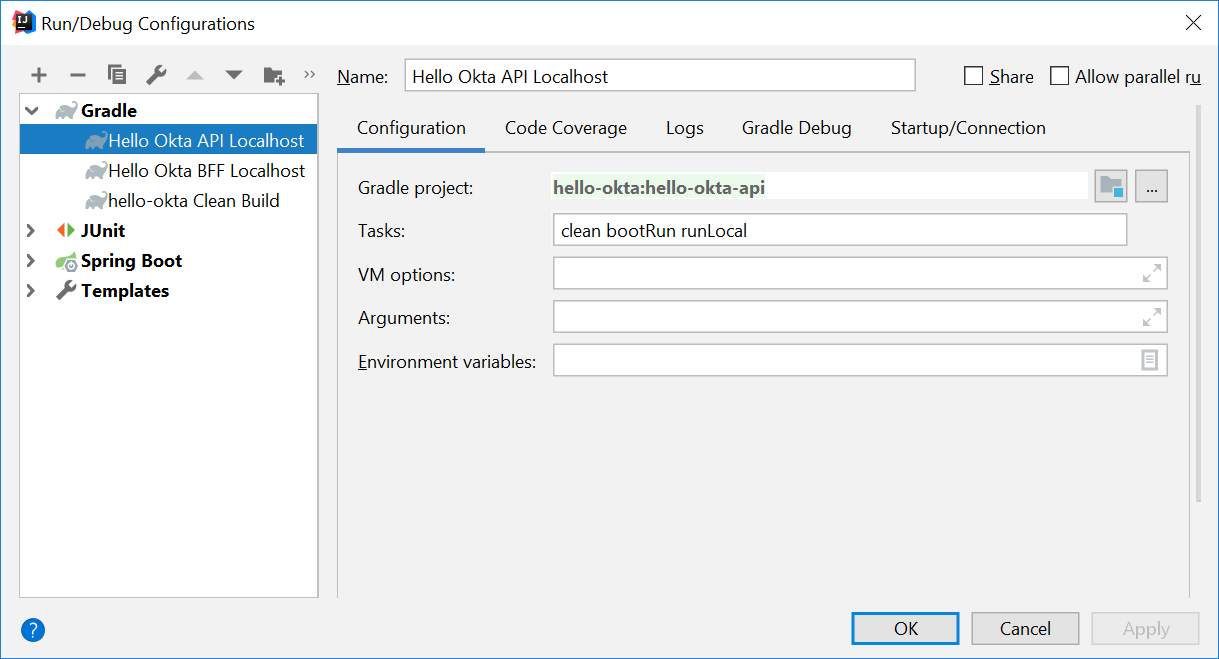 Run/Debug Configurations
Name: Hello Okta API Localhost Share Allow parallel ru
Gradle
Hello Okta API Localhost
Hello Okta BFF Localhost
hello-okta Clean Build
JUnit
Spring Boot
Templates
Configuration Code Coverage Logs Gradle Debug Startup/Connection
Gradle project: hello-okta:hello-okta-api ...
Tasks: clean bootRun runLocal
VM options:
Arguments:
Environment variables:
? OK Cancel Apply